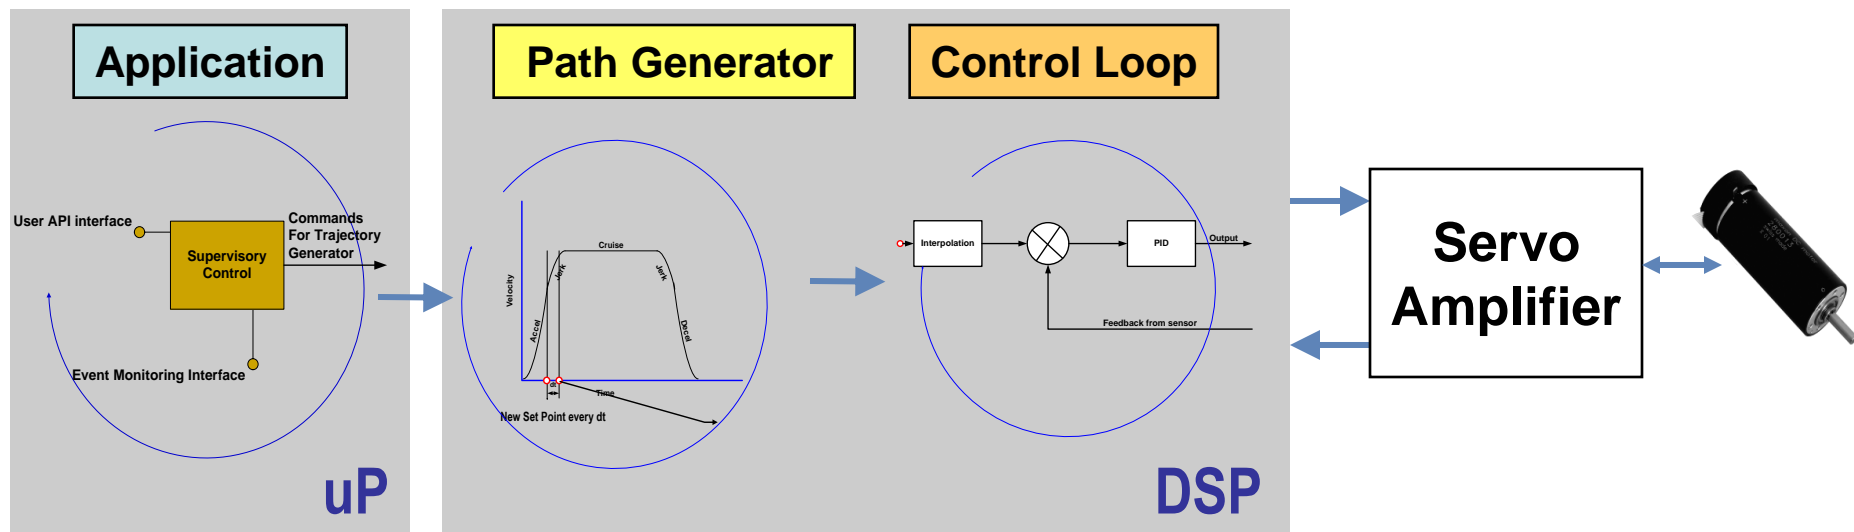 Application
User API interface
Supervisory
Control
Commands
For Trajectory
Generator
Event Monitoring Interface
uP
Path Generator
Velocity
Accel
Jerk
Cruise
Jerk
Decel
dt
Time
New Set Point every dt
Control Loop
Interpolation
PID
Output
Feedback from sensor
DSP
Servo
Amplifier